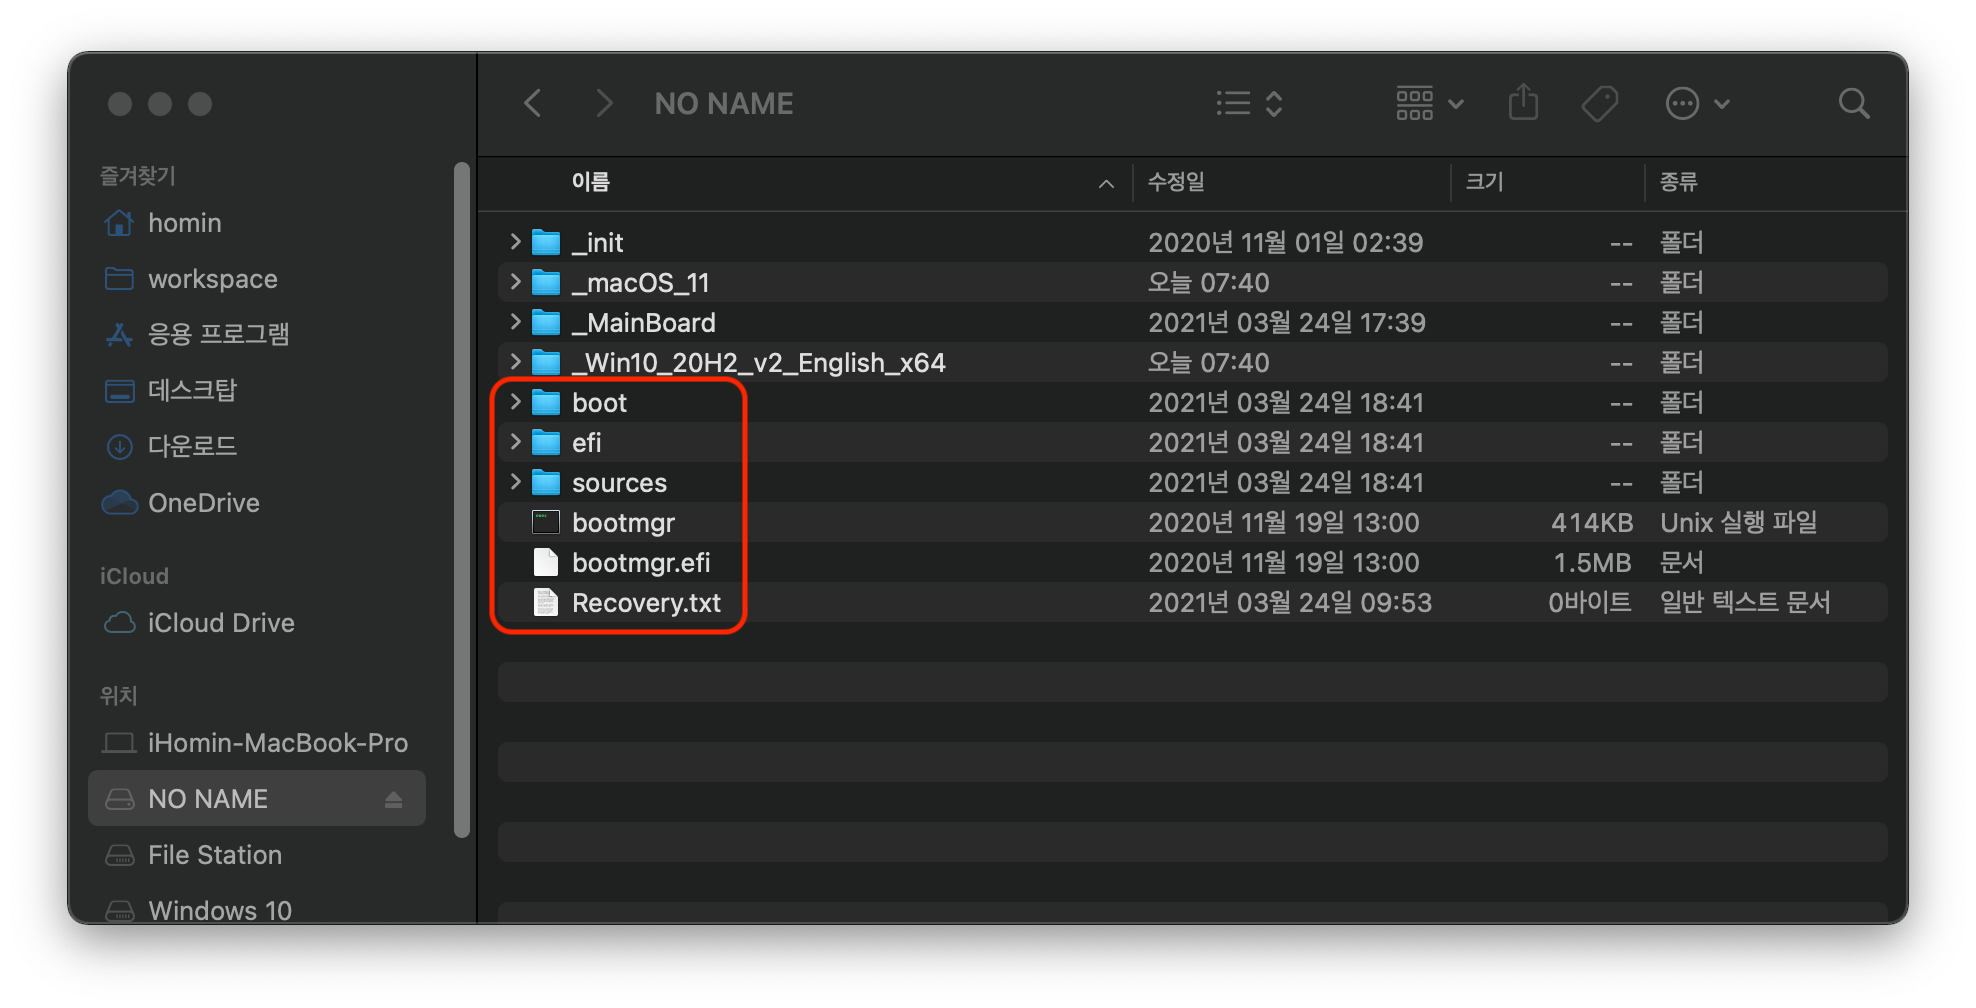 NO NAME
즐겨찾기
homin
workspace
응용 프로그램
데스크탑
다운로드
OneDrive
iCloud
iCloud Drive
위치
iHomin-MacBook-Pro
NO NAME
File Station
Windows 10
이름 수정일 크기 종류
_init 2020년 11월 01일 02:39 -- 폴더
_macOS_11 오늘 07:40 -- 폴더
_MainBoard 2021년 03월 24일 17:39 -- 폴더
_Win10_20H2_v2_English_x64 오늘 07:40 -- 폴더
boot 2021년 03월 24일 18:41 -- 폴더
efi 2021년 03월 24일 18:41 -- 폴더
sources 2021년 03월 24일 18:41 -- 폴더
bootmgr 2020년 11월 19일 13:00 414KB Unix 실행 파일
bootmgr.efi 2020년 11월 19일 13:00 1.5MB 문서
Recovery.txt 2021년 03월 24일 09:53 0바이트 일반 텍스트 문서